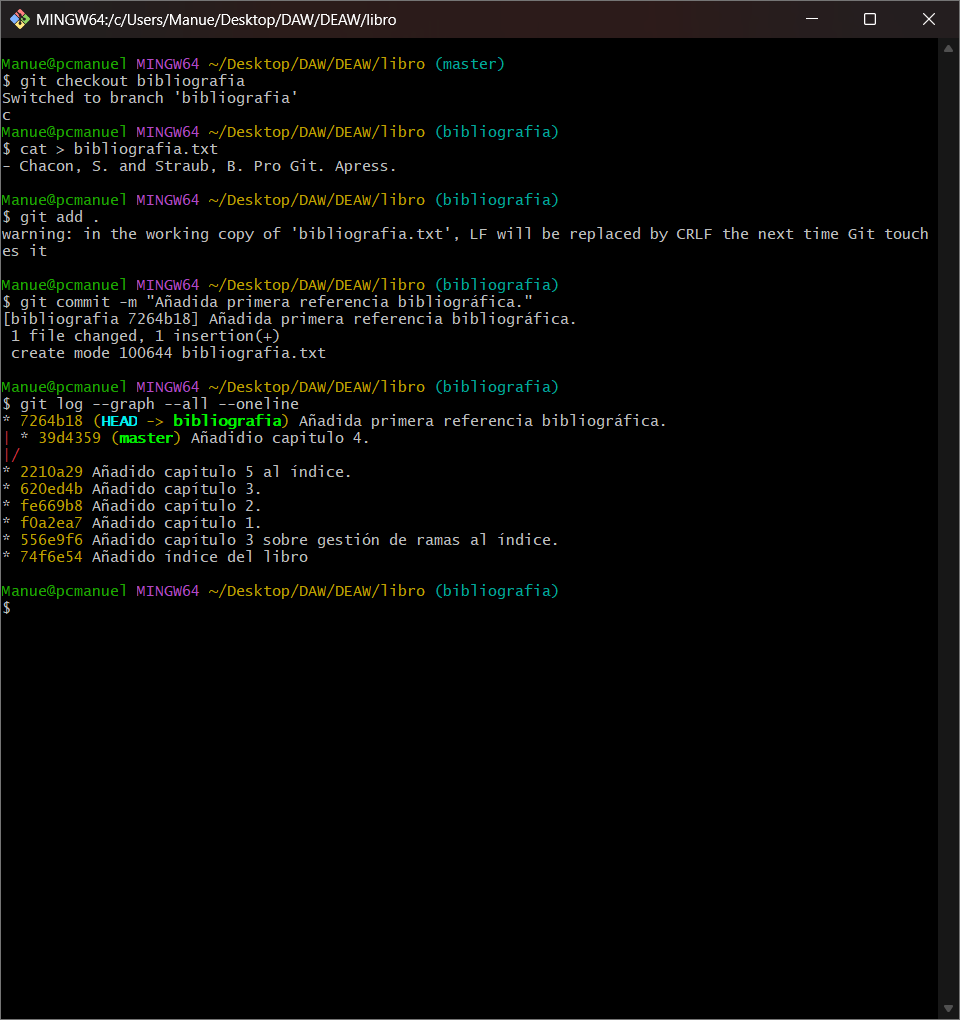 MINGW64:/c/Users/Manue/Desktop/DAW/DEAW/libro
Manue@pcmanuel MINGW64 ~/Desktop/DAW/DEAW/libro (master)
$ git checkout bibliografia
Switched to branch 'bibliografia'
c
Manue@pcmanuel MINGW64 ~/Desktop/DAW/DEAW/libro (bibliografia)
$ cat > bibliografia.txt
- Chacon, S. and Straub, B. Pro Git. Apress.
Manue@pcmanuel MINGW64 ~/Desktop/DAW/DEAW/libro (bibliografia)
$ git add .
warning: in the working copy of 'bibliografia.txt', LF will be replaced by CRLF the next time Git touch
es it
Manue@pcmanuel MINGW64 ~/Desktop/DAW/DEAW/libro (bibliografia)
$ git commit -m "Añadida primera referencia bibliográfica."
[bibliografia 7264b18] Añadida primera referencia bibliográfica.
 1 file changed, 1 insertion(+)
 create mode 100644 bibliografia.txt
Manue@pcmanuel MINGW64 ~/Desktop/DAW/DEAW/libro (bibliografia)
$ git log --graph --all --oneline
* 7264b18 (HEAD -> bibliografia) Añadida primera referencia bibliográfica.
| * 39d4359 (master) Añadidio capitulo 4.
|/
* 2210a29 Añadido capitulo 5 al índice.
* 620ed4b Añadido capítulo 3.
* fe669b8 Añadido capítulo 2.
* f0a2ea7 Añadido capítulo 1.
* 556e9f6 Añadido capítulo 3 sobre gestión de ramas al índice.
* 74f6e54 Añadido índice del libro
Manue@pcmanuel MINGW64 ~/Desktop/DAW/DEAW/libro (bibliografia)
$